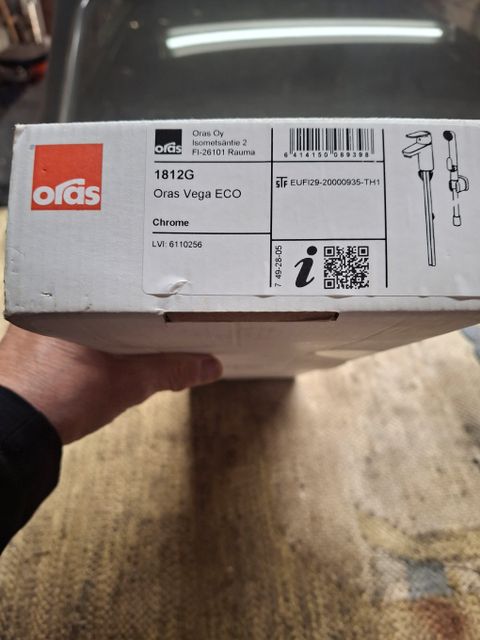 oras
oras
Oras Oy
Isometsäntie 2
FI-26101 Rauma
1812G
Oras Vega ECO
Chrome
LVI: 6110256
6 414150 089398
STF EUFI29-20000935-TH1
7 49-28-05
i